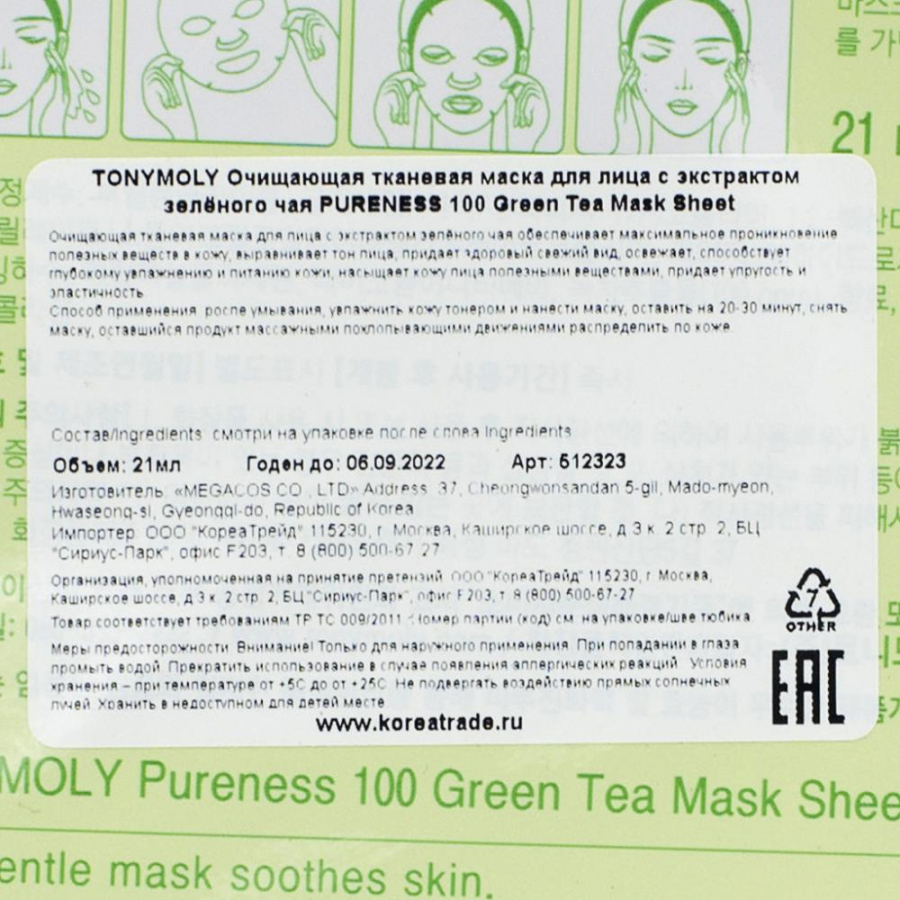 마스크
를 가
21
TONYMOLY Очищающая тканевая маска для лица с экстрактом
зелёного чая PURENESS 100 Green Tea Mask Sheet
Очищающая тканевая маска для лица с экстрактом зелёного чая обеспечивает максимальное проникновение
полезных веществ в кожу, выравнивает тон лица, придает здоровый свежий вид, освежает, способствует
глубокому увлажнению и питанию кожи, насыщает кожу лица полезными веществами, придает упругость и
эластичность
Способ применения после умывания, увлажнить кожу тонером и нанести маску, оставить на 20-30 минут, снять
маску, оставшийся продукт массажными похлопывающими движениями распределить по коже
Состав/Ingredients: смотри на упаковке после слова Ingredients
Объем: 21мл Годен до: 06.09.2022 Арт: 512323
Изготовитель: «MEGACOS CO., LTD» Address: 37, Cheongwonsandan 5-gil, Mado-myeon,
Hwaseong-si, Gyeonggi-do, Republic of Korea
Импортер: ООО "КореаТрейд" 115230, г. Москва, Каширское шоссе, д 3 к. 2 стр. 2, БЦ
"Сириус-Парк", офис F203, т. 8 (800) 500-67-27
Организация, уполномоченная на принятие претензий: ООО "КореаТрейд" 115230, г. Москва,
Каширское шоссе, д 3 к. 2 стр. 2, БЦ "Сириус-Парк", офис F203, т. 8 (800) 500-67-27
Товар соответствует требованиям ТР ТС 009/2011. Номер партии (код) см. на упаковке/шве тюбика
Меры предосторожности: Внимание! Только для наружного применения. При попадании в глаза
промыть водой. Прекратить использование в случае появления аллергических реакций. Условия
хранения – при температуре от +5С до от +25С. Не подвергать воздействию прямых солнечных
лучей. Хранить в недоступном для детей месте
www.koreatrade.ru
7
OTHER
EAC
MOLY Pureness 100 Green Tea Mask Shee
entle mask soothes skin.